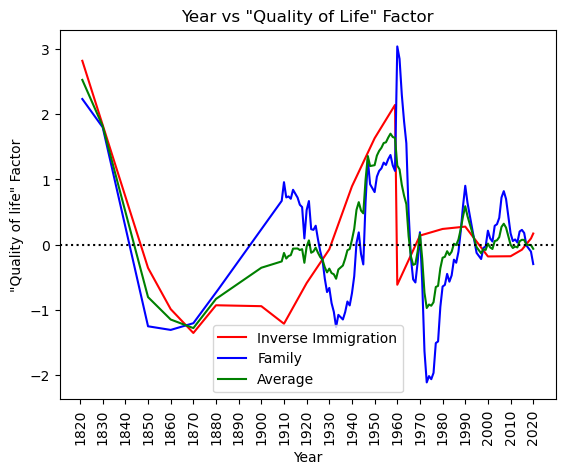 Year vs "Quality of Life" Factor
"Quality of life" Factor
3
2
1
0
−1
−2
Inverse Immigration
Family
Average
1820 1830 1840 1850 1860 1870 1880 1890 1900 1910 1920 1930 1940 1950 1960 1970 1980 1990 2000 2010 2020
Year